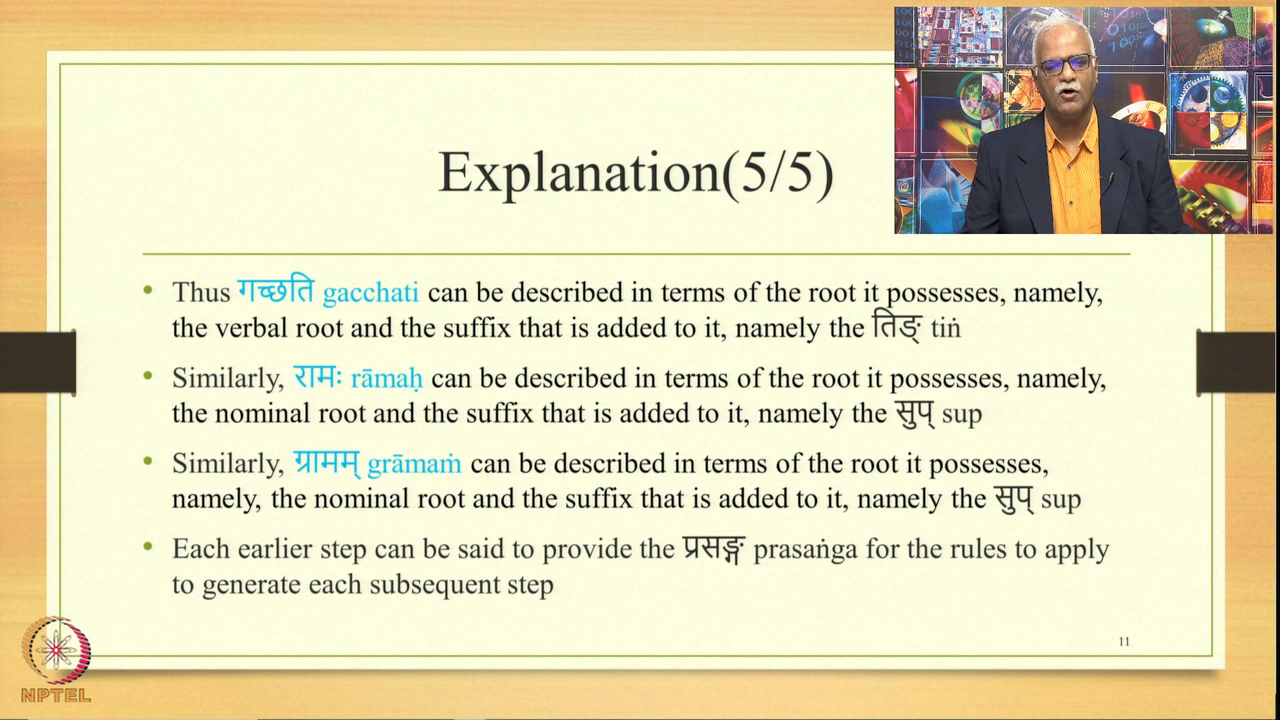 Explanation(5/5)
• Thus गच्छति gacchati can be described in terms of the root it possesses, namely,
the verbal root and the suffix that is added to it, namely the तिङ् tiṅ
• Similarly, रामः rāmaḥ can be described in terms of the root it possesses, namely,
the nominal root and the suffix that is added to it, namely the सुप् sup
• Similarly, ग्रामम् grāmaṁ can be described in terms of the root it possesses,
namely, the nominal root and the suffix that is added to it, namely the सुप् sup
• Each earlier step can be said to provide the प्रसङ्ग prasaṅga for the rules to apply
to generate each subsequent step
11
NPTEL